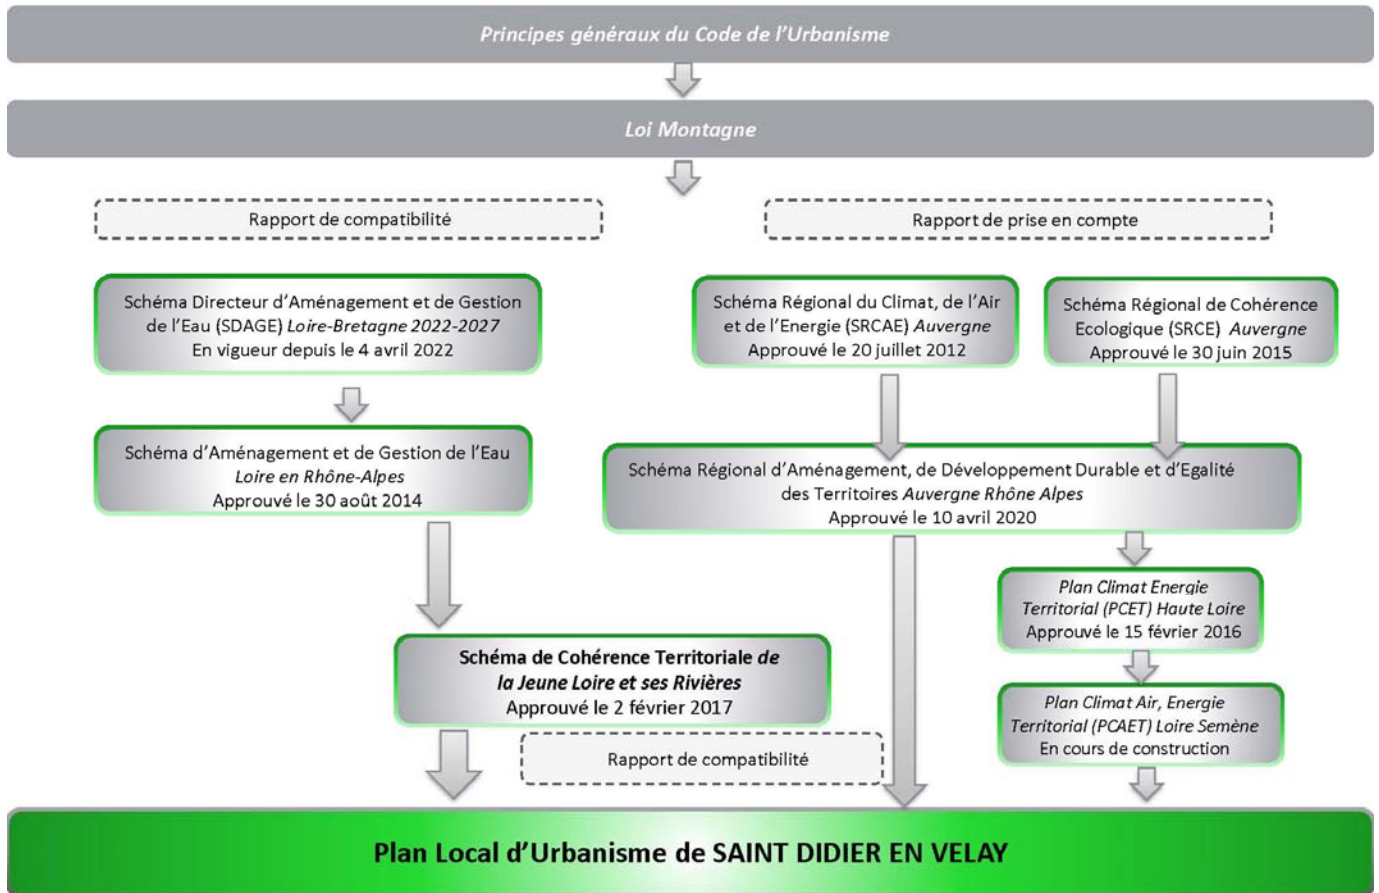 Principes généraux du Code de l'Urbanisme
Loi Montagne
Rapport de compatibilité
Rapport de prise en compte
Schéma Directeur d'Aménagement et de Gestion
de l'Eau (SDAGE) Loire-Bretagne 2022-2027
En vigueur depuis le 4 avril 2022
Schéma Régional du Climat, de l'Air
et de l'Energie (SRCAE) Auvergne
Approuvé le 20 juillet 2012
Schéma Régional de Cohérence
Ecologique (SRCE) Auvergne
Approuvé le 30 juin 2015
Schéma d'Aménagement et de Gestion de l'Eau
Loire en Rhône-Alpes
Approuvé le 30 août 2014
Schéma Régional d'Aménagement, de Développement Durable et d'Egalité
des Territoires Auvergne Rhône Alpes
Approuvé le 10 avril 2020
Plan Climat Energie
Territorial (PCET) Haute Loire
Approuvé le 15 février 2016
Schéma de Cohérence Territoriale de
la Jeune Loire et ses Rivières
Approuvé le 2 février 2017
Plan Climat Air, Energie
Territorial (PCAET) Loire Semène
En cours de construction
Rapport de compatibilité
Plan Local d'Urbanisme de SAINT DIDIER EN VELAY